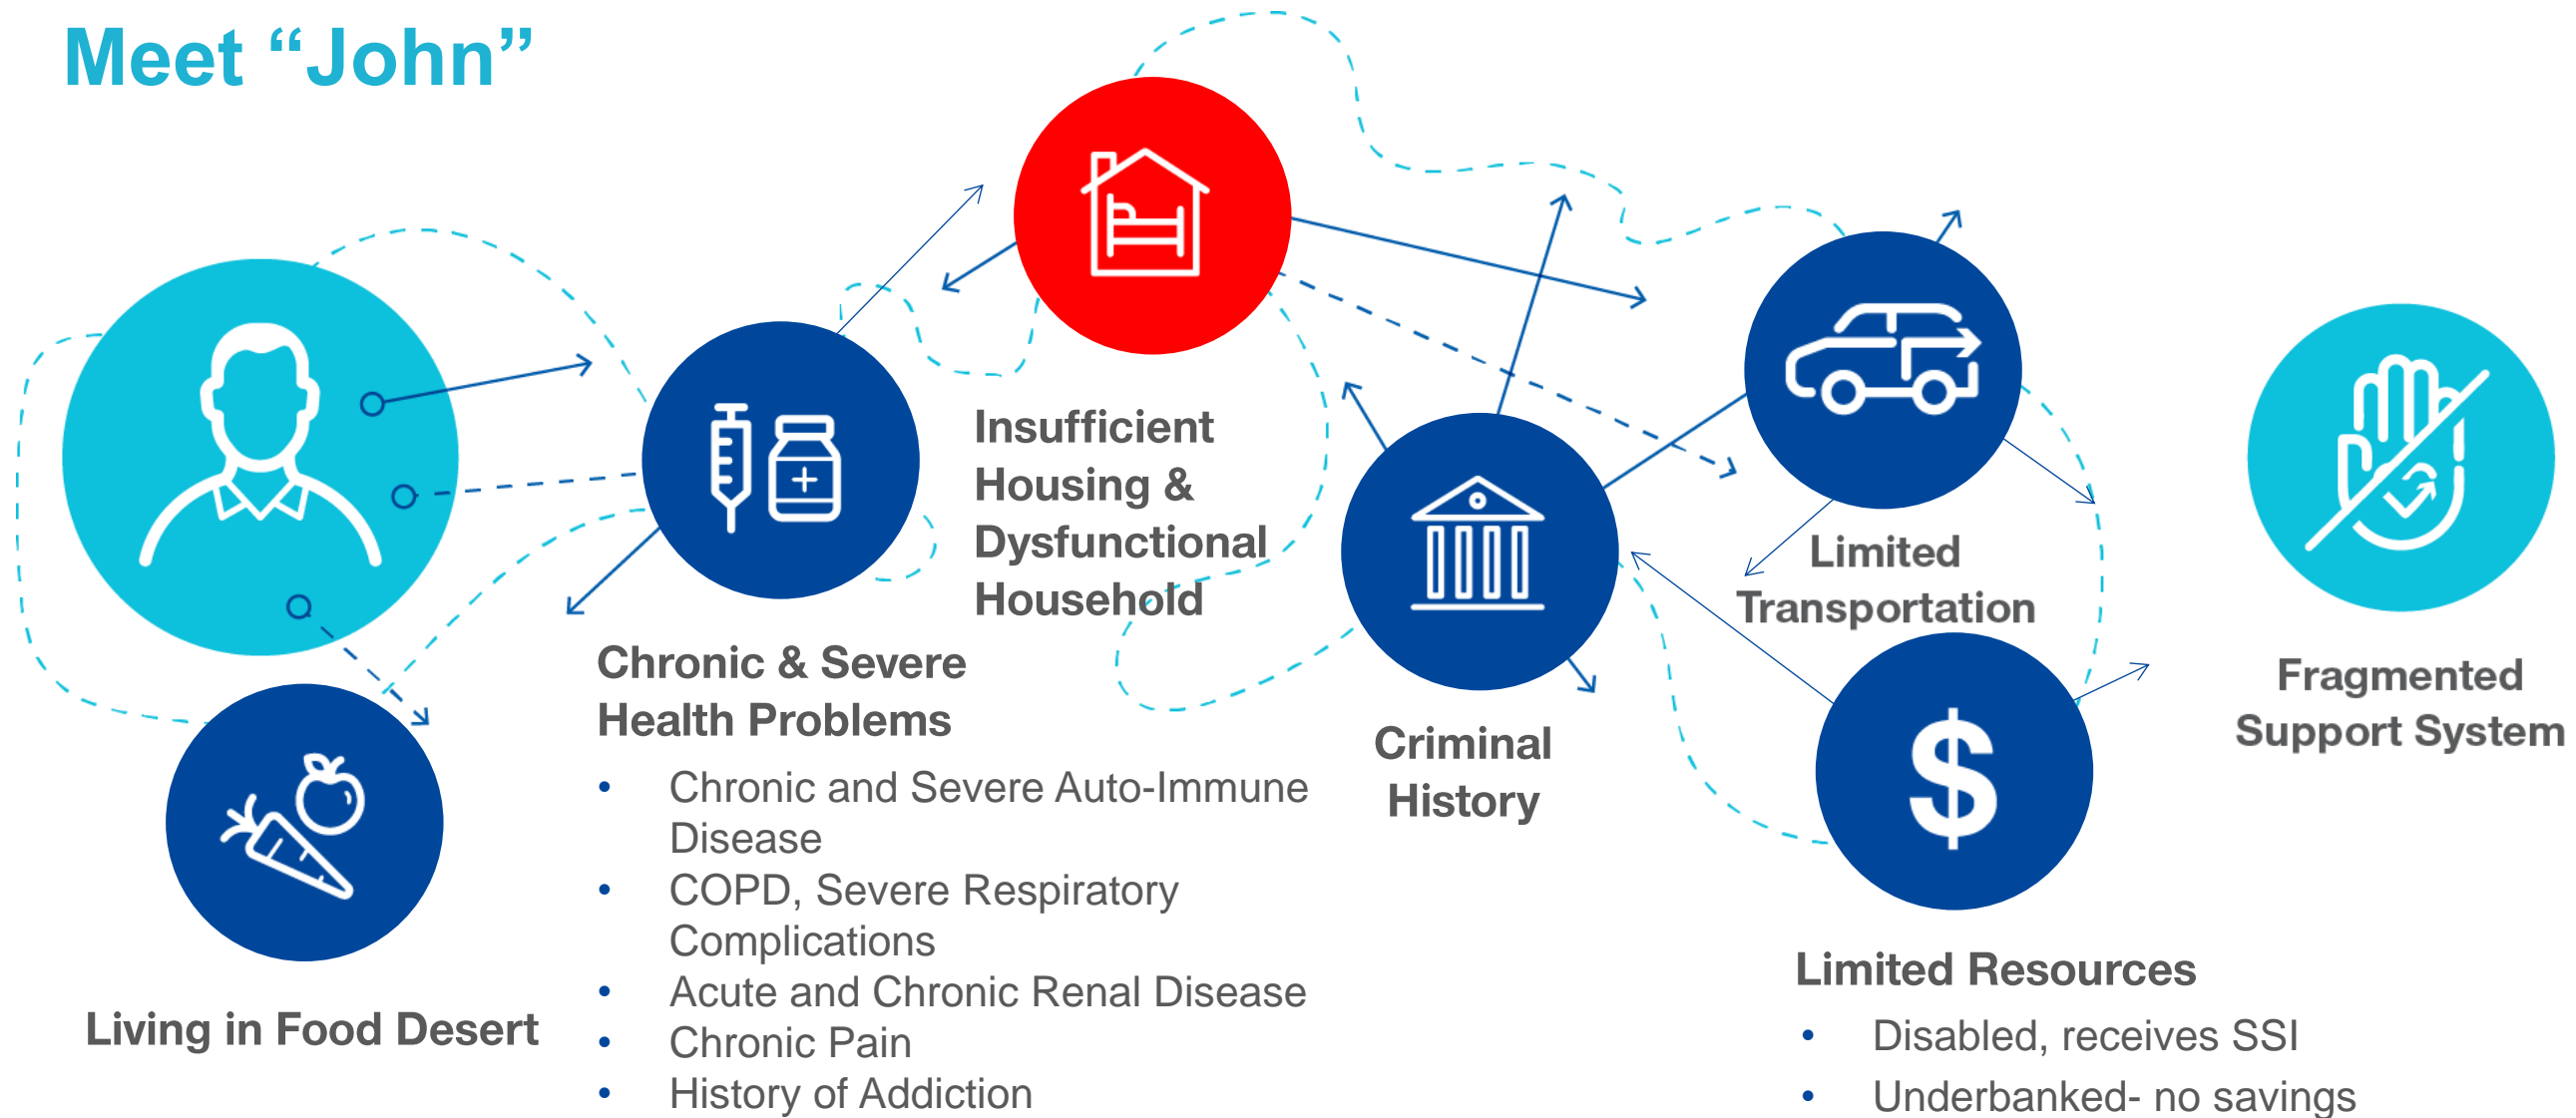 Meet “John”
Living in Food Desert
Chronic & Severe
Health Problems
• Chronic and Severe Auto-Immune
Disease
• COPD, Severe Respiratory
Complications
• Acute and Chronic Renal Disease
• Chronic Pain
• History of Addiction
Insufficient
Housing &
Dysfunctional
Household
Criminal
History
Limited
Transportation
$
Limited Resources
• Disabled, receives SSI
• Underbanked- no savings
Fragmented
Support System